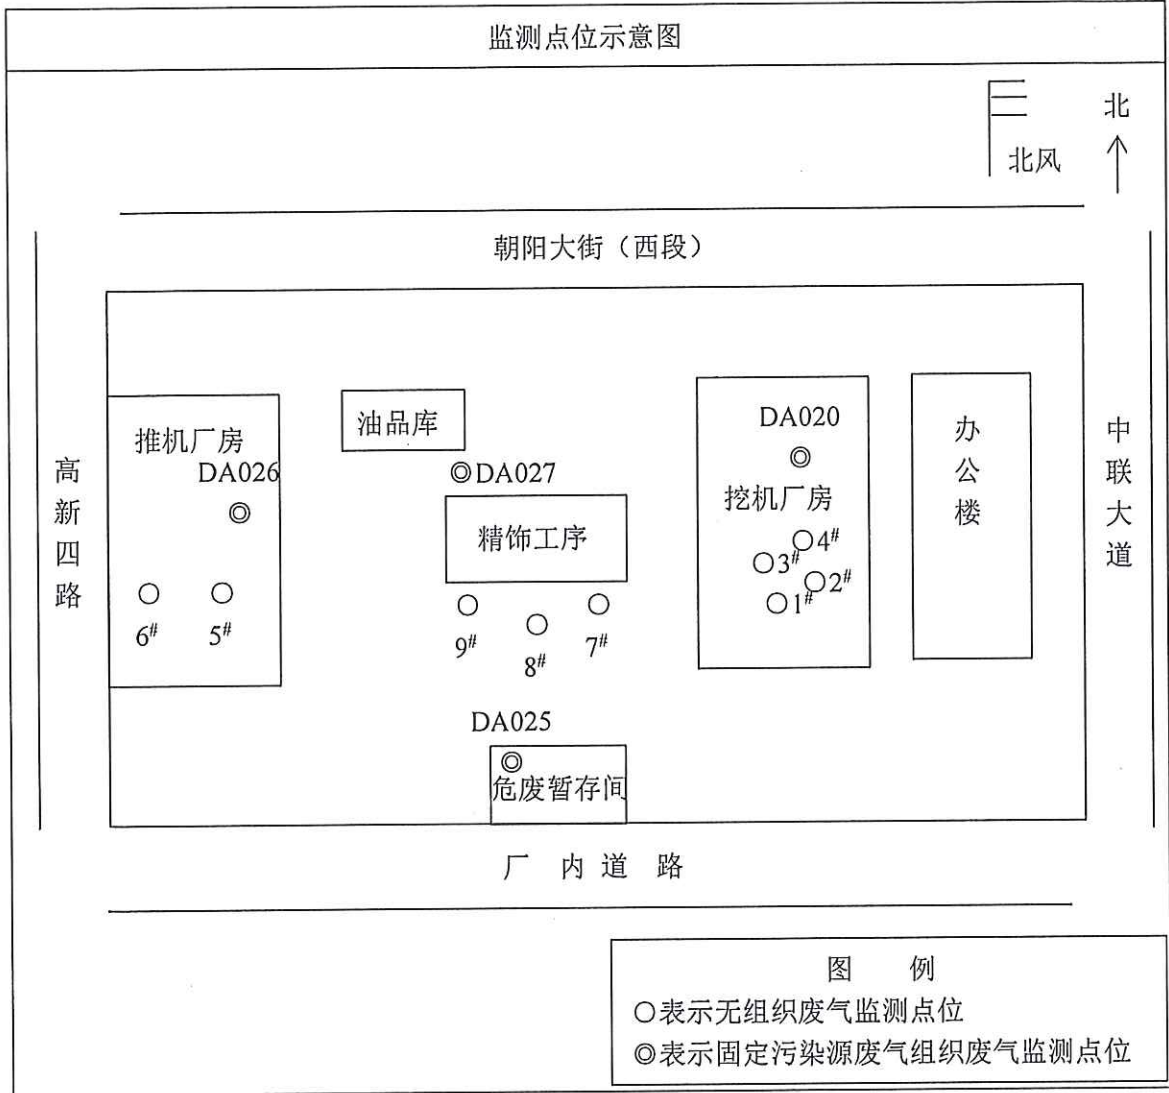 监测点位示意图
北
北风
朝阳大街（西段）
高新四路
推机厂房
DA026
6#
5#
油品库
DA027
精饰工序
9#
8#
7#
DA020
挖机厂房
4#
3#
2#
1#
办公楼
中联大道
DA025
危废暂存间
厂 内 道 路
图 例
○表示无组织废气监测点位
◎表示固定污染源废气组织废气监测点位